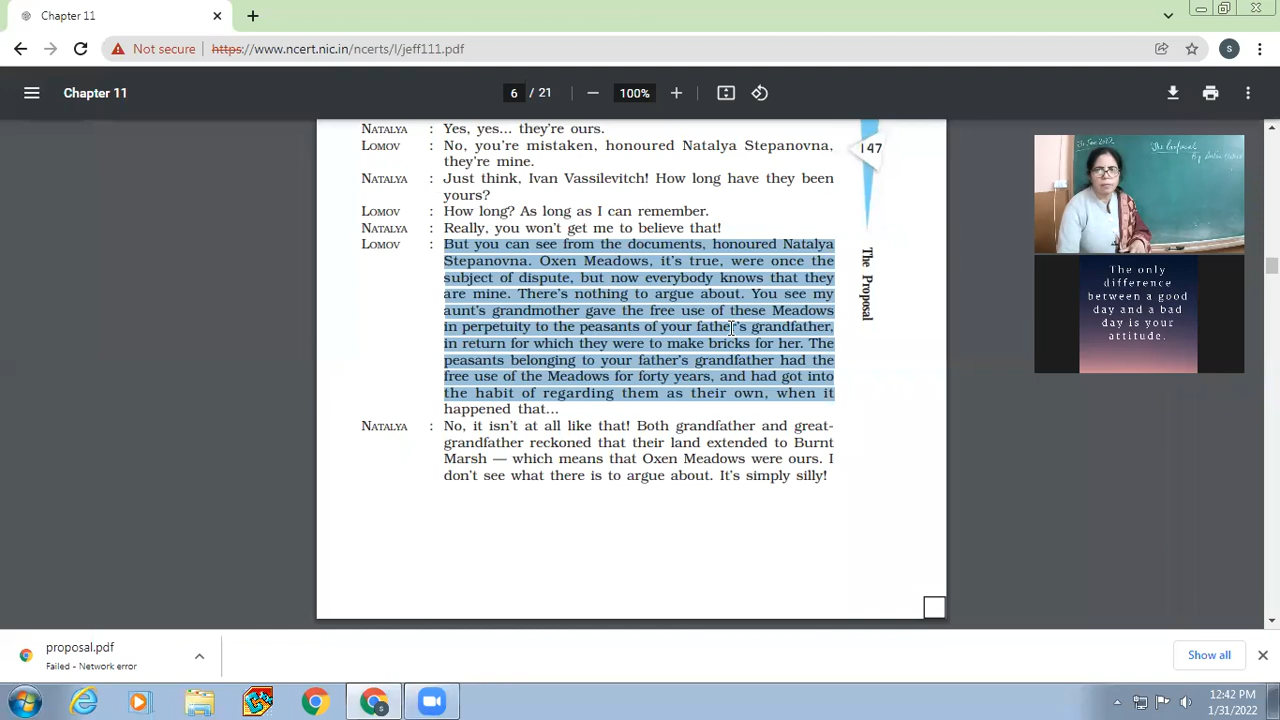 Chapter 11
Not secure
https://www.ncert.nic.in/ncerts/l/jeff111.pdf
S
Chapter 11
6 / 21
100%
NATALYA : Yes, yes... they're ours.
LOMOV : No, you're mistaken, honoured Natalya Stepanovna,
they're mine.
NATALYA : Just think, Ivan Vassilevitch! How long have they been
yours?
LOMOV : How long? As long as I can remember.
NATALYA : Really, you won't get me to believe that!
LOMOV : But you can see from the documents, honoured Natalya
Stepanovna. Oxen Meadows, it's true, were once the
subject of dispute, but now everybody knows that they
are mine. There's nothing to argue about. You see my
aunt's grandmother gave the free use of these Meadows
in perpetuity to the peasants of your father's grandfather,
in return for which they were to make bricks for her. The
peasants belonging to your father's grandfather had the
free use of the Meadows for forty years, and had got into
the habit of regarding them as their own, when it
happened that...
NATALYA : No, it isn't at all like that! Both grandfather and great-
grandfather reckoned that their land extended to Burnt
Marsh — which means that Oxen Meadows were ours. I
don't see what there is to argue about. It's simply silly!
147
The Proposal
The Proposal
The only
difference
between a good
day and a bad
day is your
attitude.
proposal.pdf
Failed - Network error
Show all
12:42 PM
1/31/2022